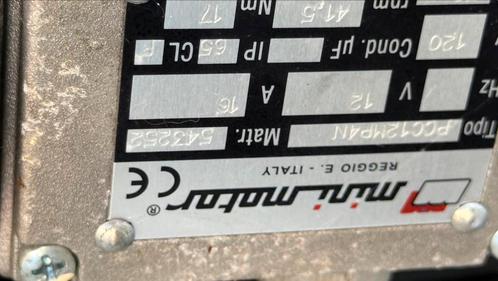 mini motor®
REGGIO E. - ITALY CE
Tipo PCC12MP4N Matr. 543252
Hz V 12 A 16
120 Cond. µF IP 65 CL F
rpm 41,5 Nm 17